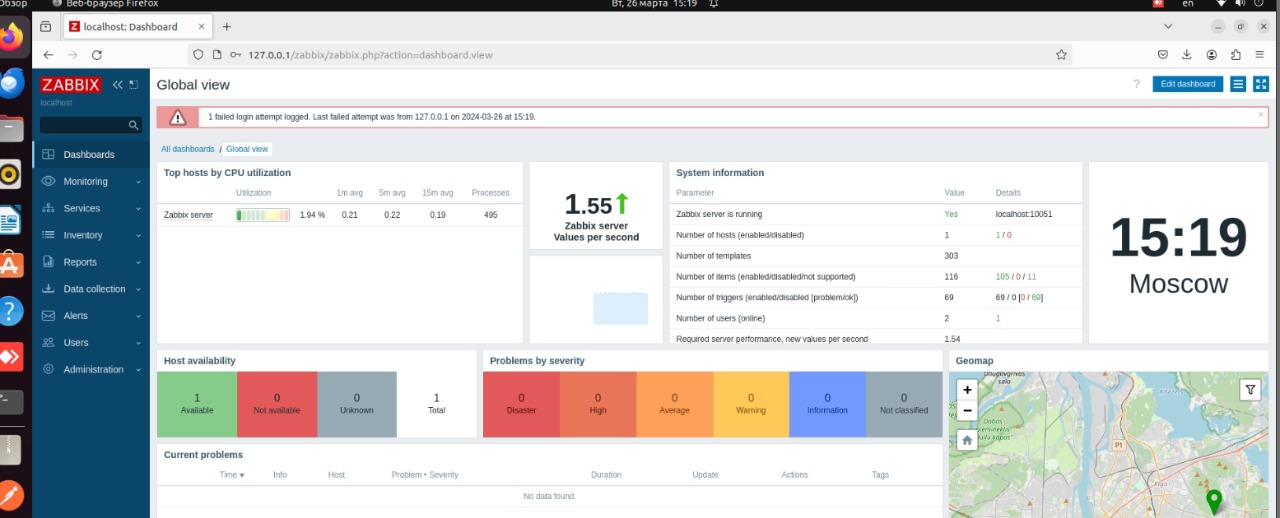 Обзор Веб-браузер Firefox Вт, 26 марта 15:19 en
Z localhost: Dashboard
127.0.0.1/zabbix/zabbix.php?action=dashboard.view
ZABBIX
localhost
Global view
? Edit dashboard
1 failed login attempt logged. Last failed attempt was from 127.0.0.1 on 2024-03-26 at 15:19.
Dashboards
Monitoring
Services
Inventory
Reports
Data collection
Alerts
Users
Administration
All dashboards / Global view
Top hosts by CPU utilization
Utilization 1m avg 5m avg 15m avg Processes
Zabbix server 1.94 % 0.21 0.22 0.19 495
1.55
Zabbix server
Values per second
System information
Parameter Value Details
Zabbix server is running Yes localhost:10051
Number of hosts (enabled/disabled) 1 1 / 0
Number of templates 303
Number of items (enabled/disabled/not supported) 116 105 / 0 / 11
Number of triggers (enabled/disabled [problem/ok]) 69 69 / 0 [0 / 69]
Number of users (online) 2 1
Required server performance, new values per second 1.54
15:19
Moscow
Host availability
1 0 0 1
Available Not available Unknown Total
Problems by severity
0 0 0 0 0 0
Disaster High Average Warning Information Not classified
Geomap
+
−
Daugavgrīvas
sala
P1
Current problems
Time Info Host Problem • Severity Duration Update Actions Tags
No data found.